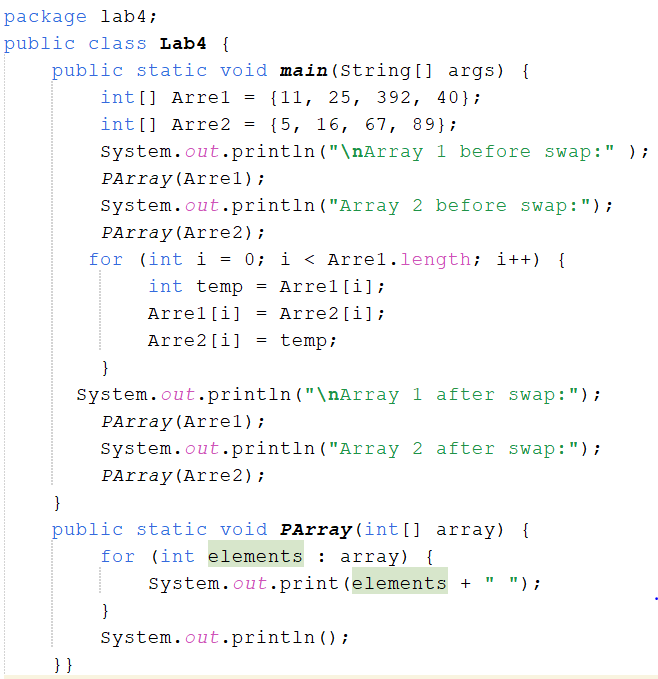 package lab4;
public class Lab4 {
    public static void main(String[] args) {
        int[] Arre1 = {11, 25, 392, 40};
        int[] Arre2 = {5, 16, 67, 89};
        System.out.println("\nArray 1 before swap:" );
        PArray(Arre1);
        System.out.println("Array 2 before swap:");
        PArray(Arre2);
       for (int i = 0; i < Arre1.length; i++) {
            int temp = Arre1[i];
            Arre1[i] = Arre2[i];
            Arre2[i] = temp;
        }
      System.out.println("\nArray 1 after swap:");
        PArray(Arre1);
        System.out.println("Array 2 after swap:");
        PArray(Arre2);
    }
    public static void PArray(int[] array) {
        for (int elements : array) {
            System.out.print(elements + " ");
        }
        System.out.println();
    }}